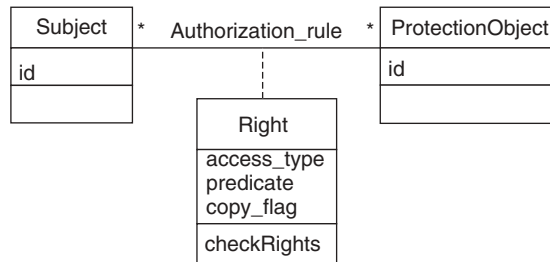 Subject * Authorization_rule * ProtectionObject
id
id
Right
access_type
predicate
copy_flag
checkRights